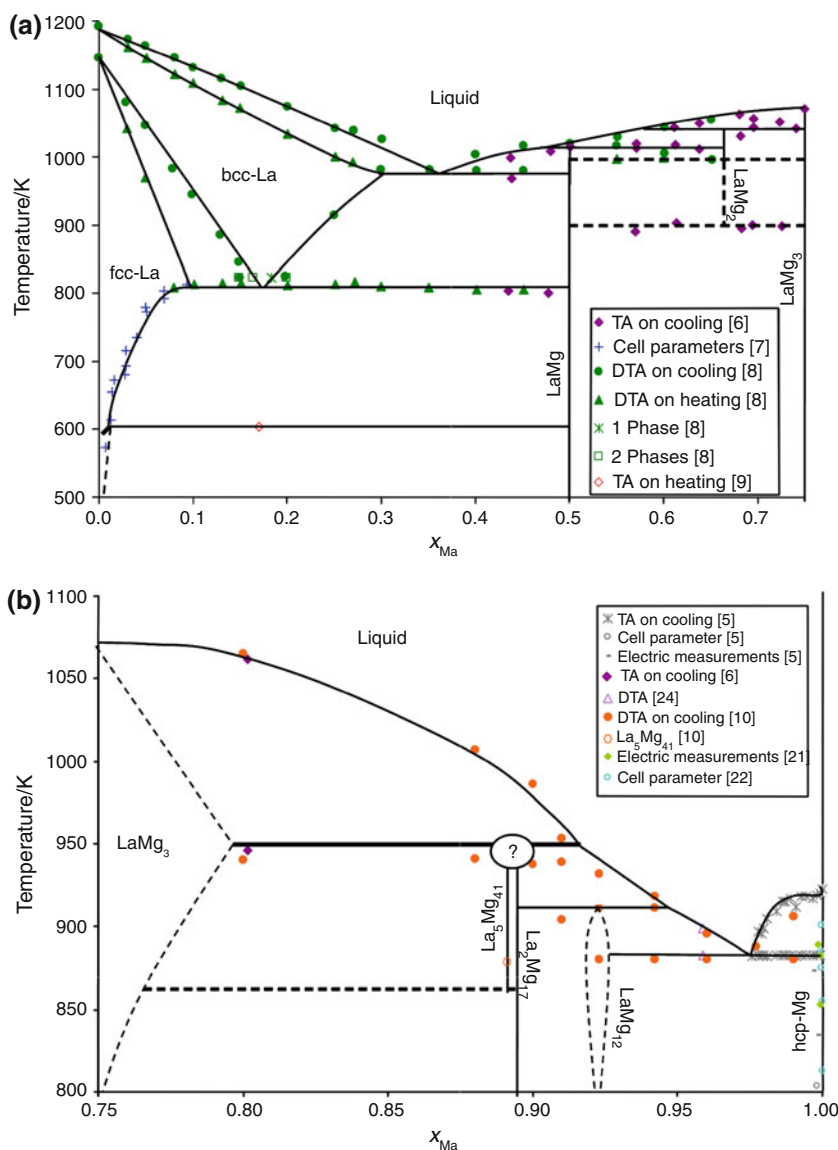 (a)
1200
1100
1000
900
800
700
600
500
Temperature/K
0.0
0.1
0.2
0.3
0.4
0.5
0.6
0.7
xMa
Liquid
bcc-La
fcc-La
LaMg
LaMg2
LaMg3
TA on cooling [6]
Cell parameters [7]
DTA on cooling [8]
DTA on heating [8]
1 Phase [8]
2 Phases [8]
TA on heating [9]
(b)
1100
1050
1000
950
900
850
800
Temperature/K
0.75
0.80
0.85
0.90
0.95
1.00
xMa
Liquid
LaMg3
?
La5Mg41
La2Mg17
LaMg12
hcp-Mg
TA on cooling [5]
Cell parameter [5]
Electric measurements [5]
TA on cooling [6]
DTA [24]
DTA on cooling [10]
La5Mg41 [10]
Electric measurements [21]
Cell parameter [22]